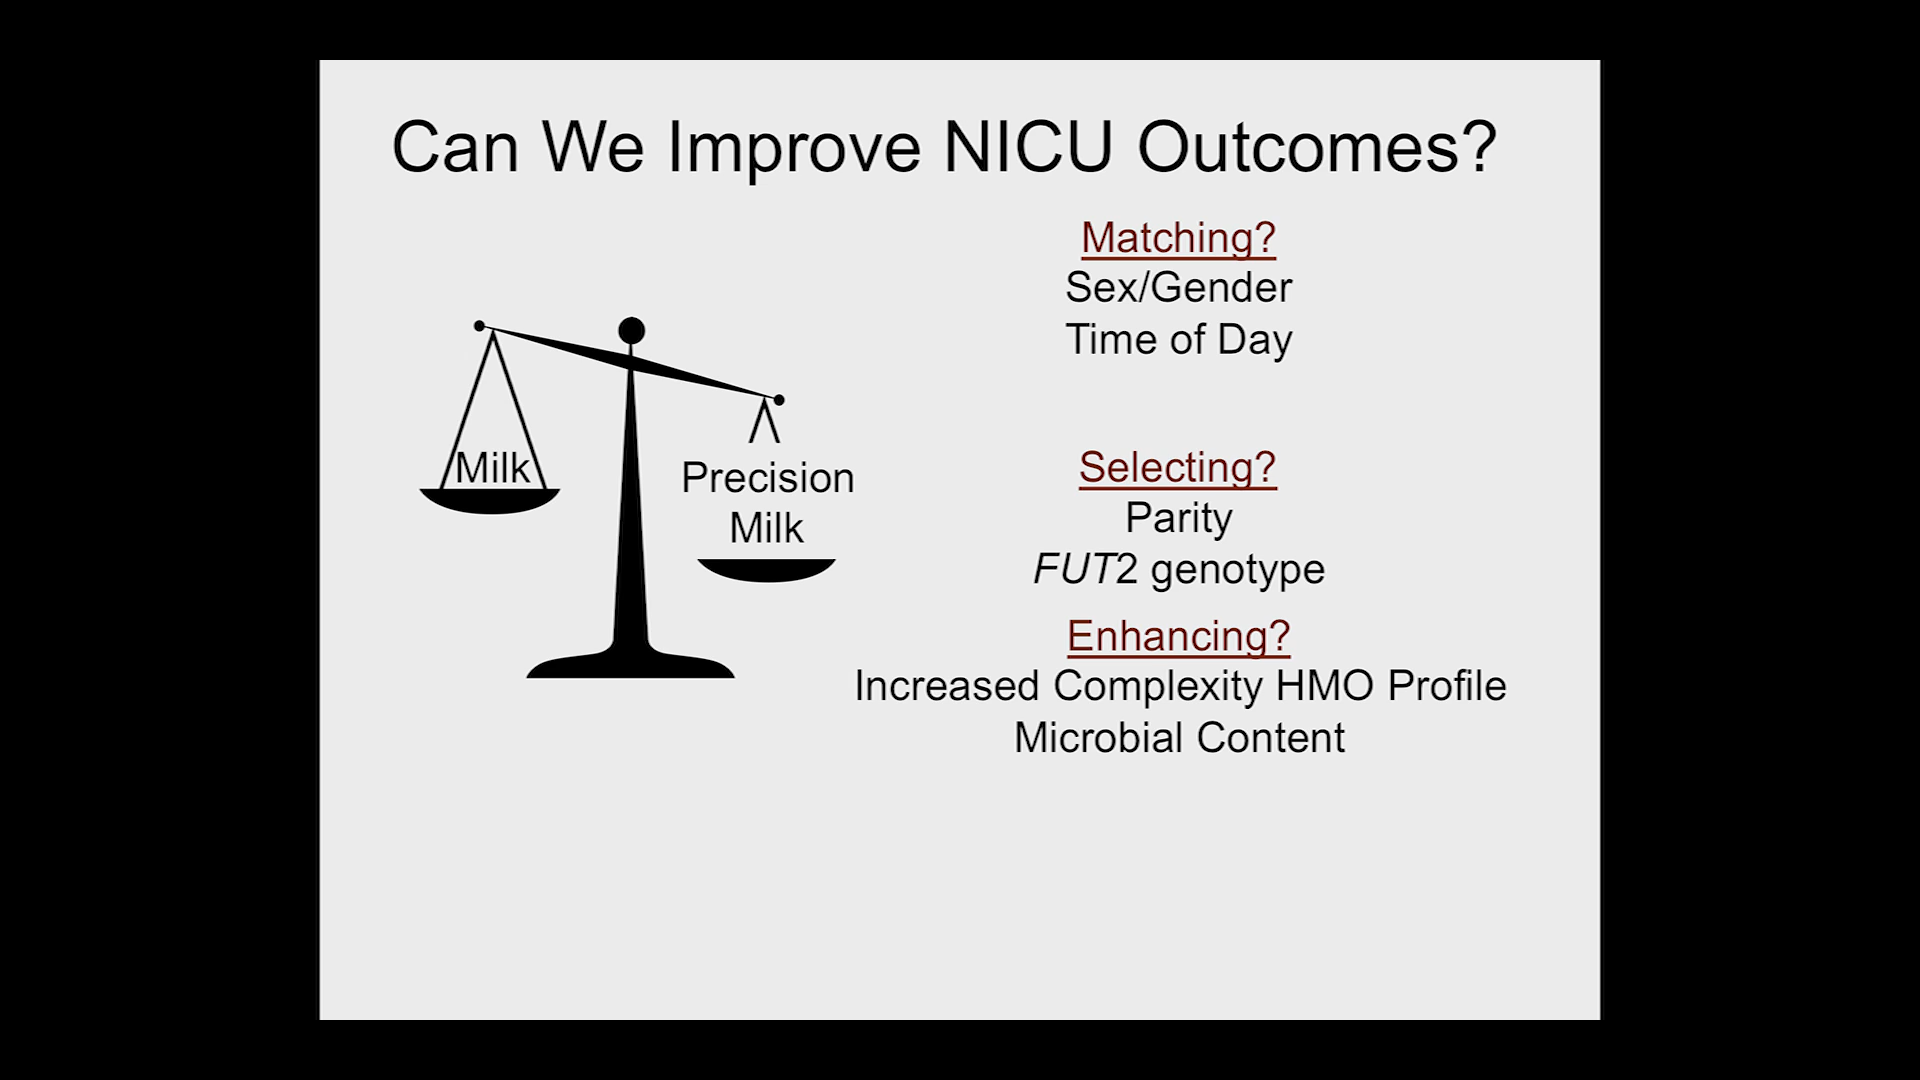 Can We Improve NICU Outcomes?
Milk
Precision
Milk
Matching?
Sex/Gender
Time of Day
Selecting?
Parity
FUT2 genotype
Enhancing?
Increased Complexity HMO Profile
Microbial Content